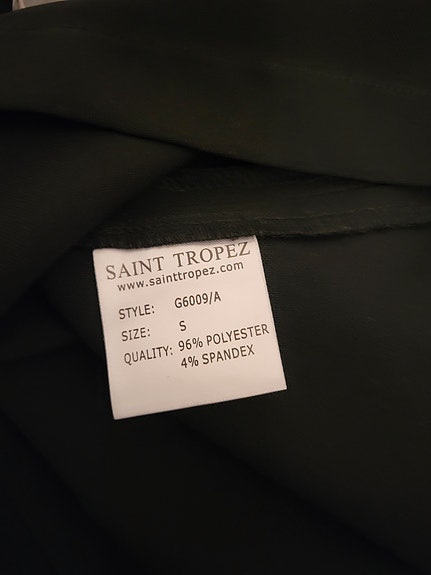 SAINT TROPEZ
www.sainttropez.com
STYLE: G6009/A
SIZE: S
QUALITY: 96% POLYESTER
4% SPANDEX